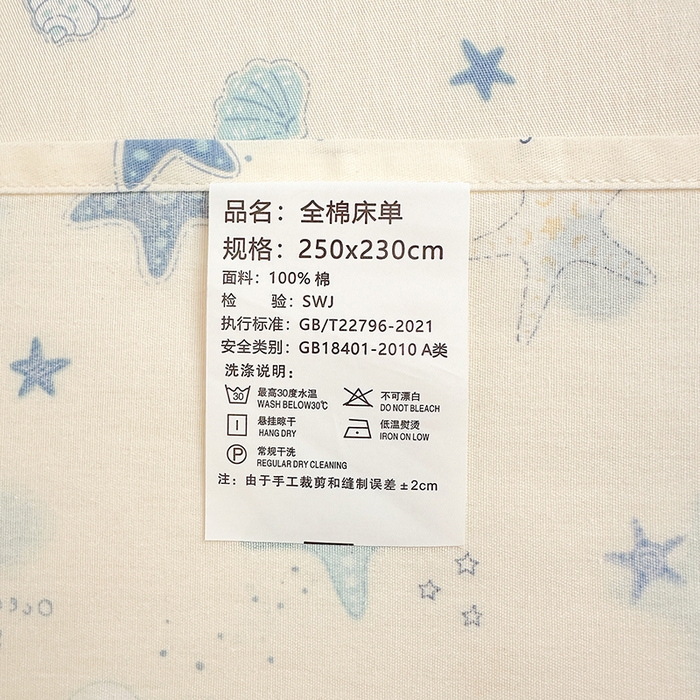 品名：全棉床单
规格：250x230cm
面料：100% 棉
检　　验：SWJ
执行标准：GB/T22796-2021
安全类别：GB18401-2010 A类
洗涤说明：
30 最高30度水温 不可漂白
WASH BELOW30℃ DO NOT BLEACH
悬挂晾干 低温熨烫
HANG DRY IRON ON LOW
P 常规干洗
REGULAR DRY CLEANING
注：由于手工裁剪和缝制误差±2cm